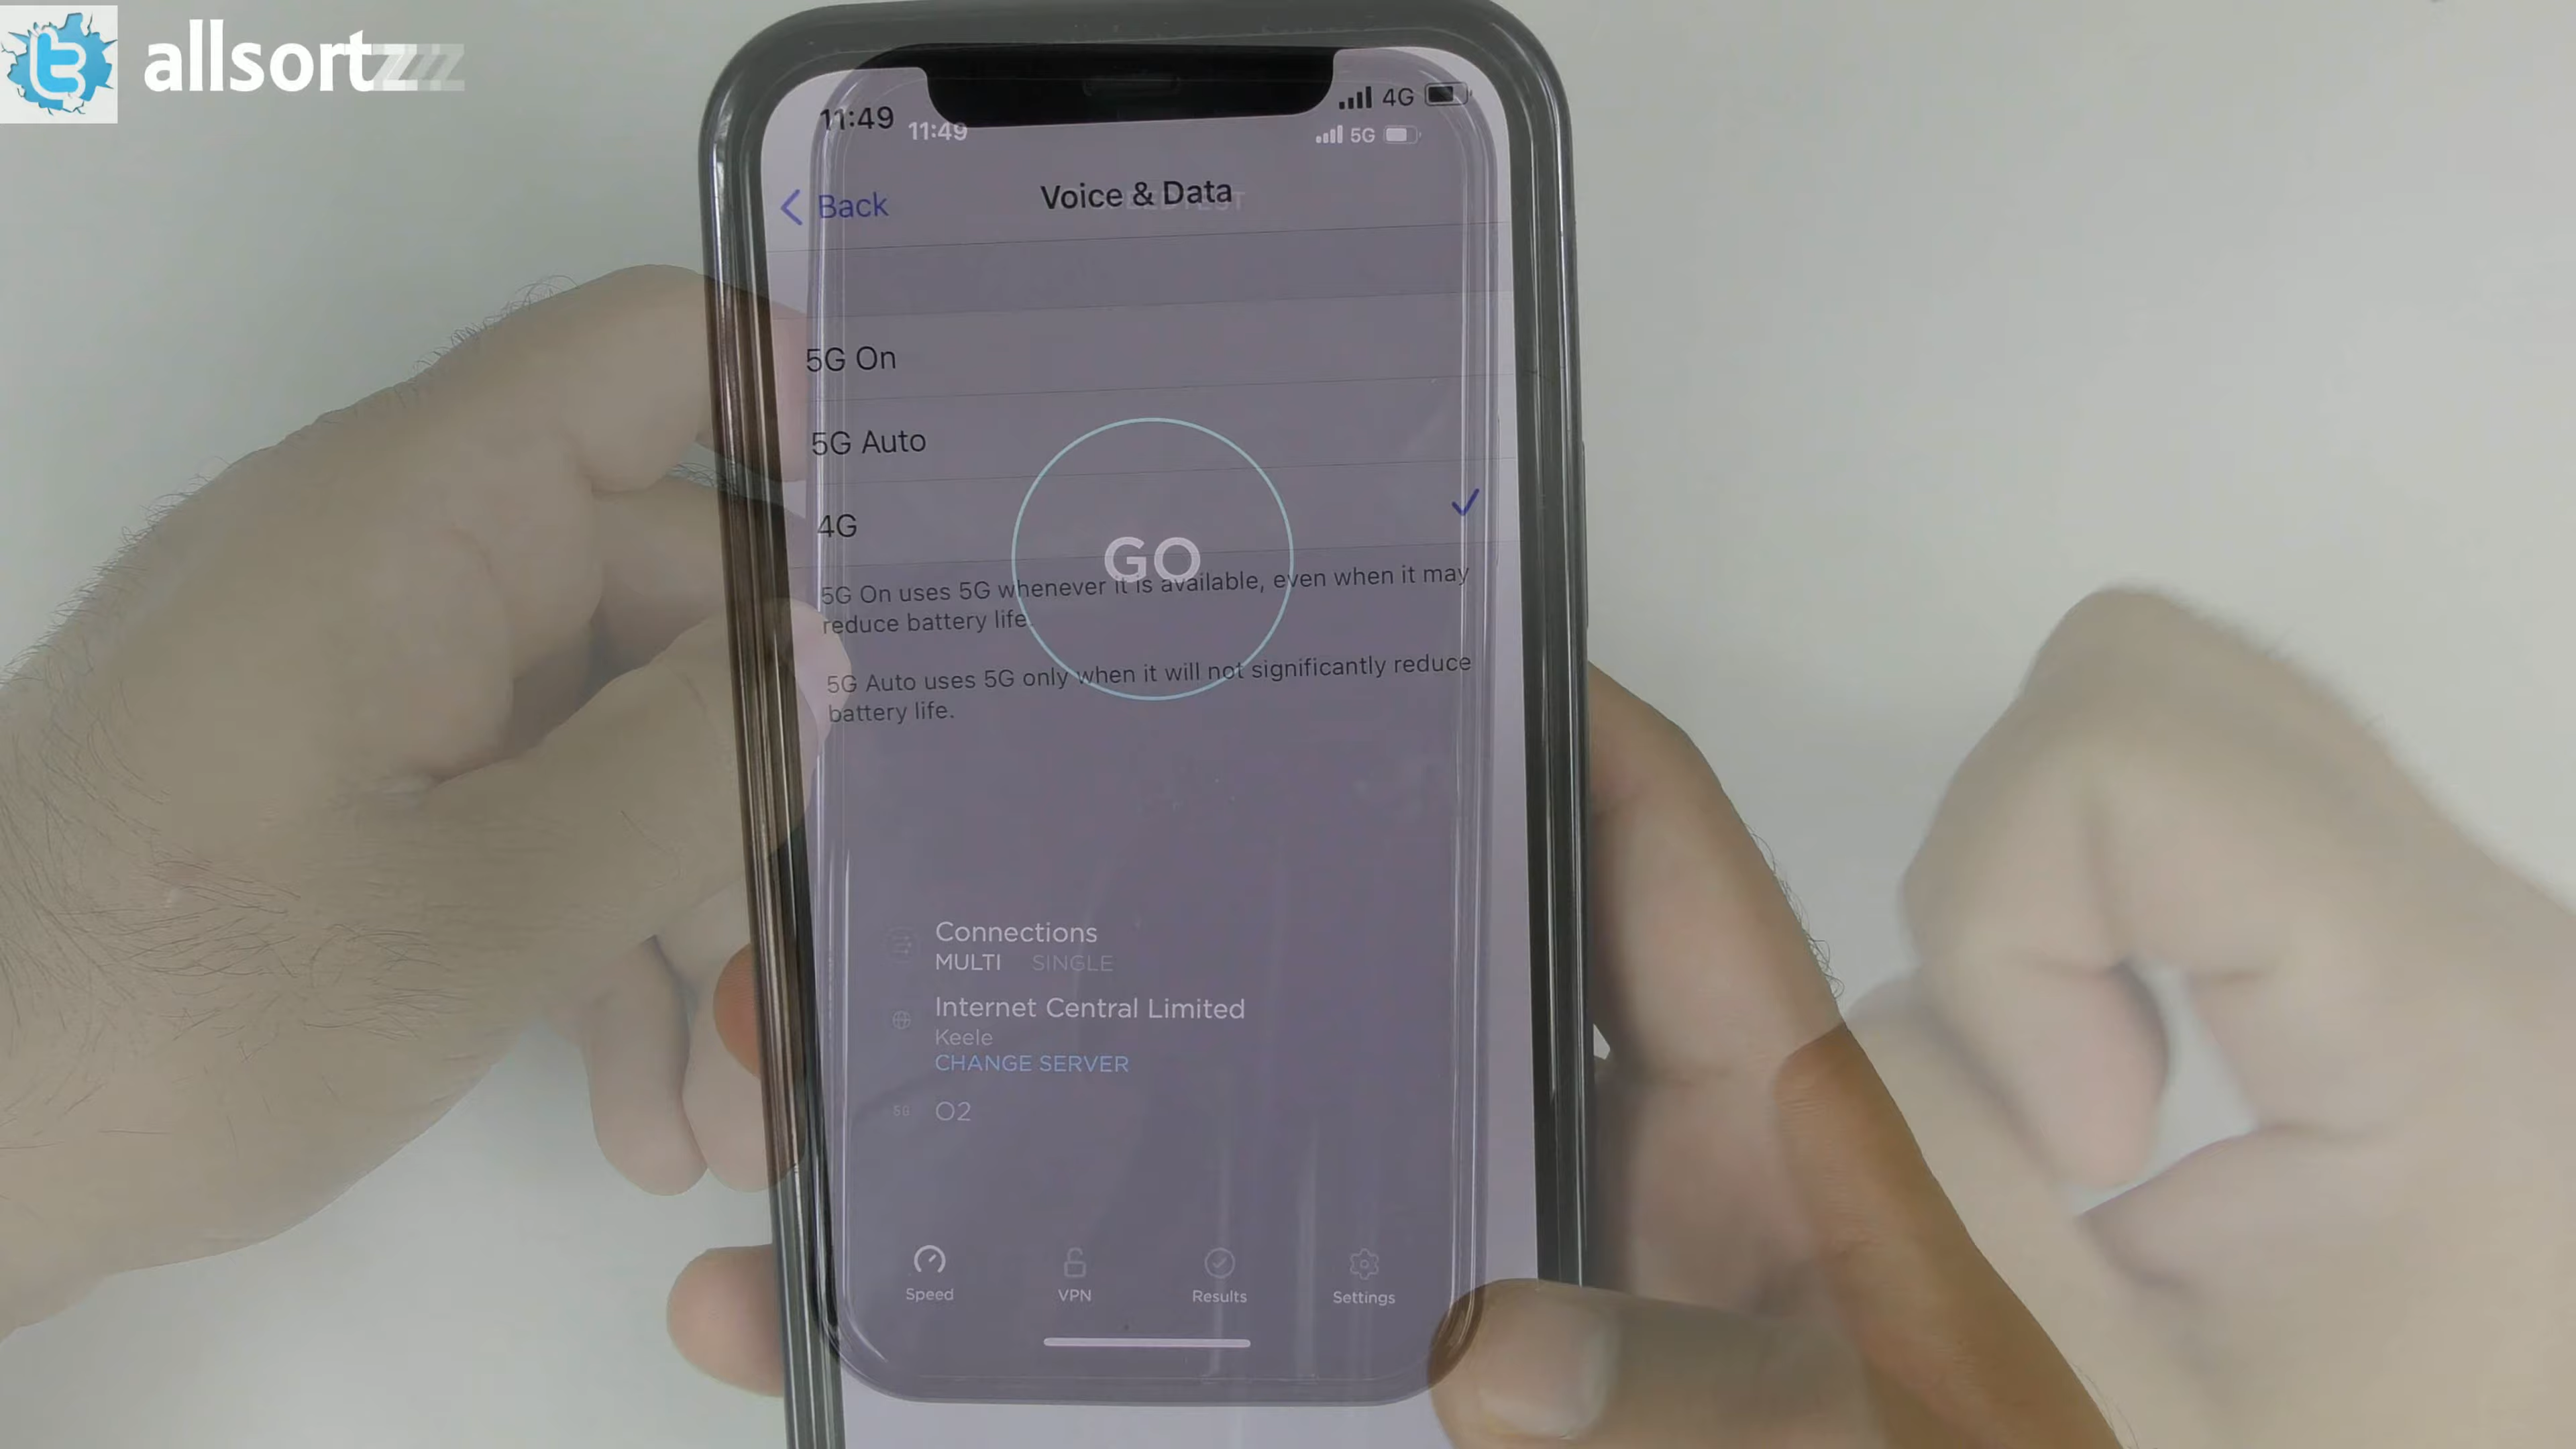 allsortzzz
11:49
4G
11:49
5G
Back
Voice & Data
5G On
5G Auto
4G
GO
5G On uses 5G whenever it is available, even when it may
reduce battery life.
5G Auto uses 5G only when it will not significantly reduce
battery life.
Connections
MULTI SINGLE
Internet Central Limited
Keele
CHANGE SERVER
5G O2
Speed VPN Results Settings